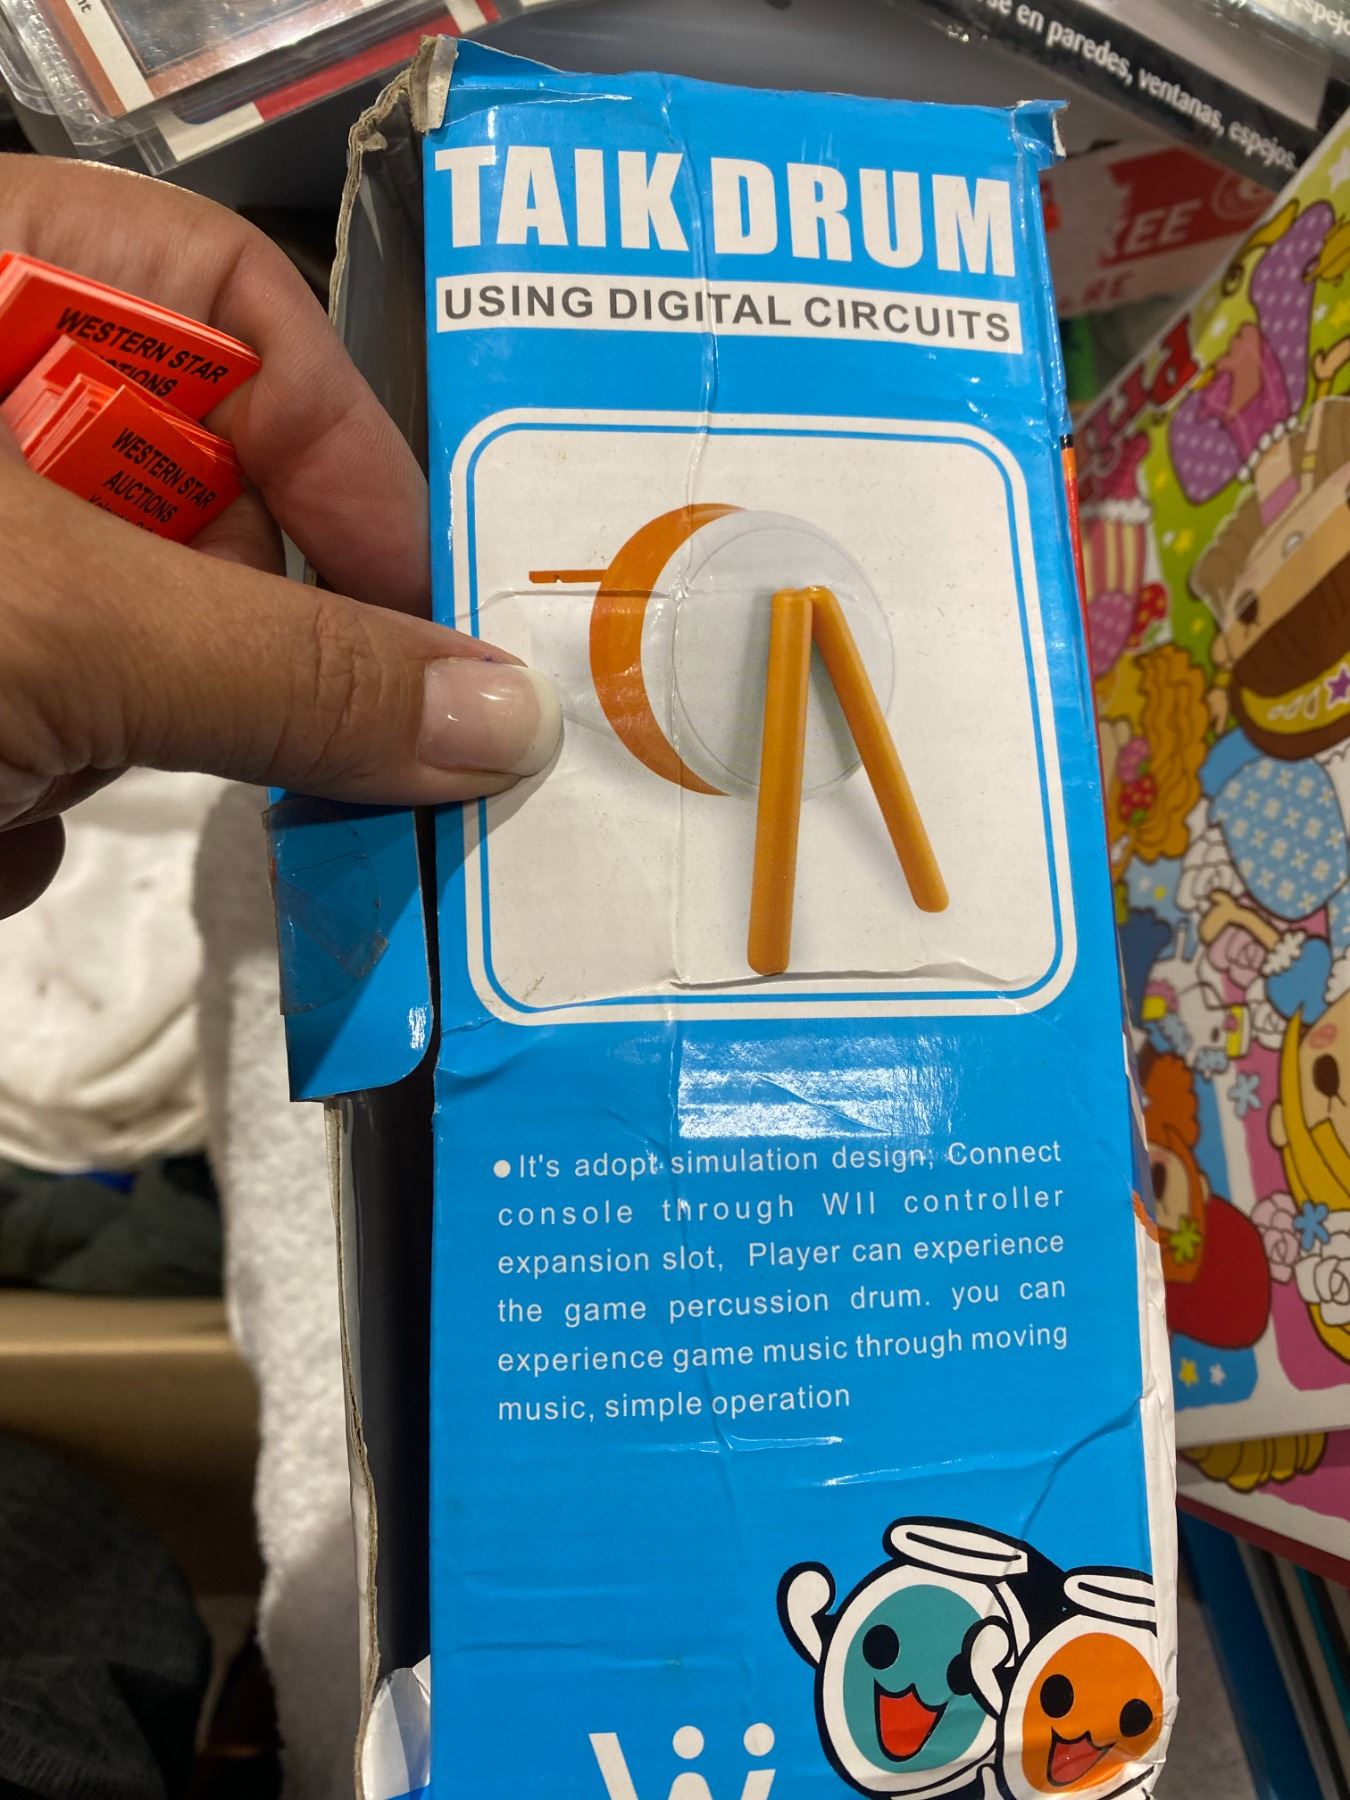 se en paredes, ventanas, espejos
TAIK DRUM
USING DIGITAL CIRCUITS
WESTERN STAR
WESTERN STAR
AUCTIONS
●It's adopt simulation design, Connect
console through WII controller
expansion slot, Player can experience
the game percussion drum. you can
experience game music through moving
music, simple operation
Wii